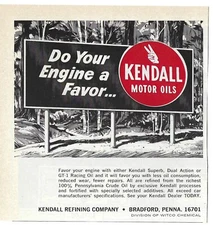 Do Your
Engine a
Favor...
KENDALL
MOTOR OILS
Favor your engine with either Kendall Superb, Dual Action or
GT-1 Racing Oil and it will favor you with less oil consumption,
reduced wear, fewer repairs. All are refined from the richest
100% Pennsylvania Crude Oil by exclusive Kendall processes
and fortified with specially selected additives. All exceed car
manufacturers' specifications. See your Kendall Dealer TODAY.
KENDALL REFINING COMPANY • BRADFORD, PENNA. 16701
DIVISION OF WITCO CHEMICAL